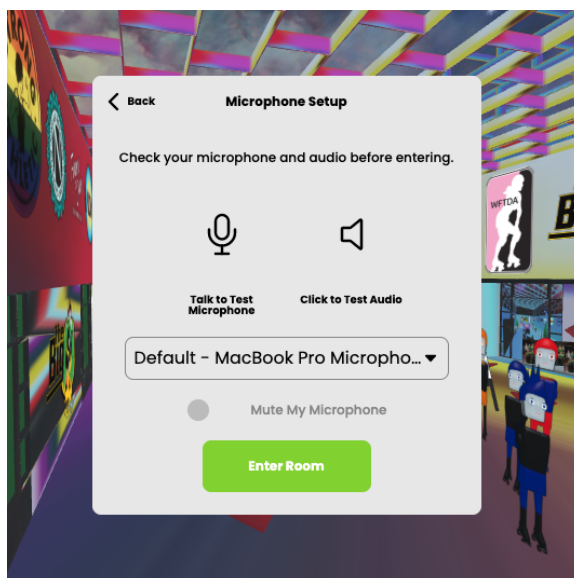 Back
Microphone Setup
Check your microphone and audio before entering.
Talk to Test
Microphone
Click to Test Audio
Default - MacBook Pro Micropho...
Mute My Microphone
Enter Room
WFTDA